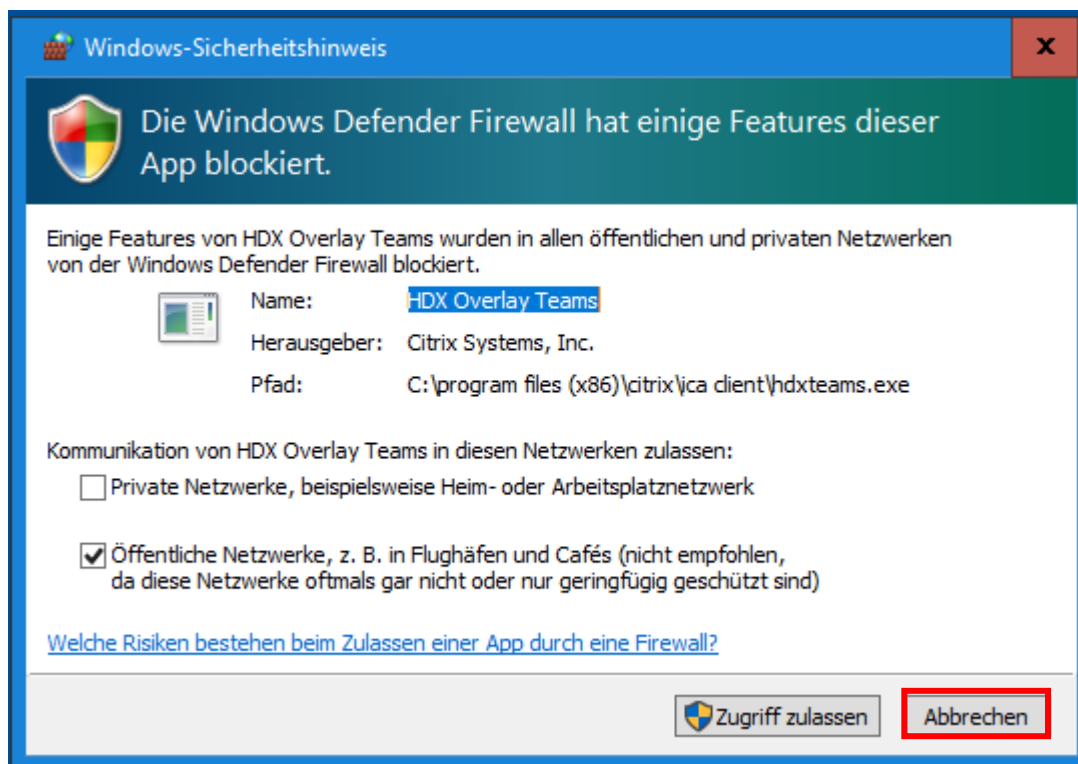 Windows-Sicherheitshinweis
x
Die Windows Defender Firewall hat einige Features dieser
App blockiert.
Einige Features von HDX Overlay Teams wurden in allen öffentlichen und privaten Netzwerken
von der Windows Defender Firewall blockiert.
Name: HDX Overlay Teams
Herausgeber: Citrix Systems, Inc.
Pfad: C:\program files (x86)\citrix\ica client\hdxteams.exe
Kommunikation von HDX Overlay Teams in diesen Netzwerken zulassen:
Private Netzwerke, beispielsweise Heim- oder Arbeitsplatznetzwerk
Öffentliche Netzwerke, z. B. in Flughäfen und Cafés (nicht empfohlen,
da diese Netzwerke oftmals gar nicht oder nur geringfügig geschützt sind)
Welche Risiken bestehen beim Zulassen einer App durch eine Firewall?
Zugriff zulassen Abbrechen